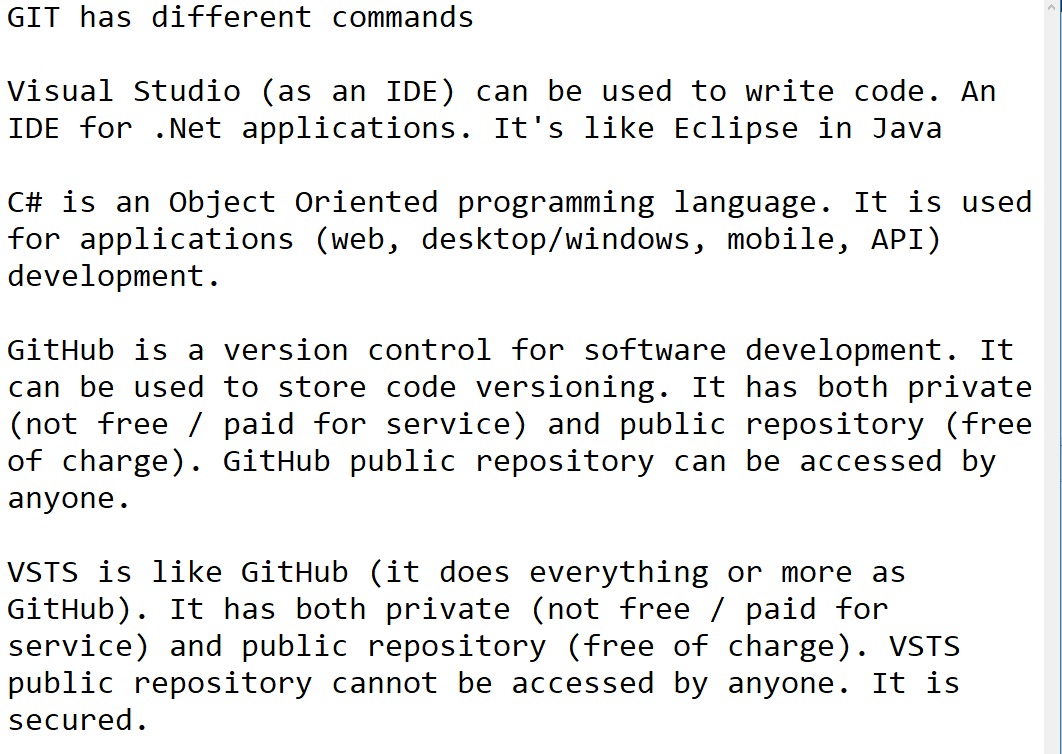 GIT has different commands
Visual Studio (as an IDE) can be used to write code. An
IDE for .Net applications. It's like Eclipse in Java
C# is an Object Oriented programming language. It is used
for applications (web, desktop/windows, mobile, API)
development.
GitHub is a version control for software development. It
can be used to store code versioning. It has both private
(not free / paid for service) and public repository (free
of charge). GitHub public repository can be accessed by
anyone.
VSTS is like GitHub (it does everything or more as
GitHub). It has both private (not free / paid for
service) and public repository (free of charge). VSTS
public repository cannot be accessed by anyone. It is
secured.